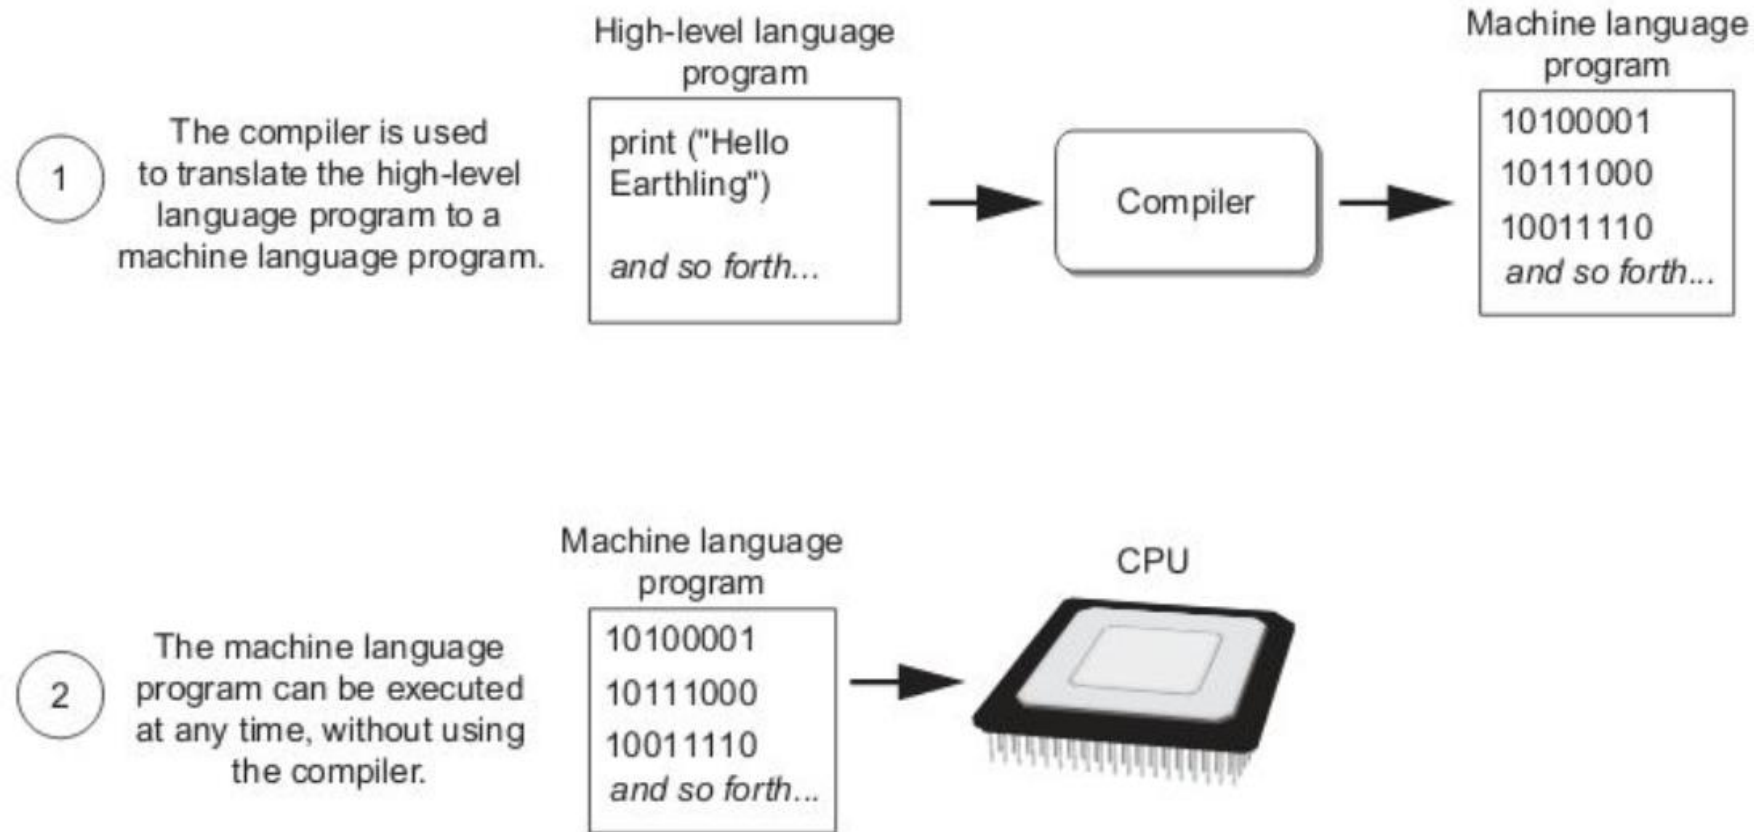 1
The compiler is used
to translate the high-level
language program to a
machine language program.
High-level language
program
print ("Hello
Earthling")
and so forth...
Compiler
Machine language
program
10100001
10111000
10011110
and so forth...
2
The machine language
program can be executed
at any time, without using
the compiler.
Machine language
program
10100001
10111000
10011110
and so forth...
CPU